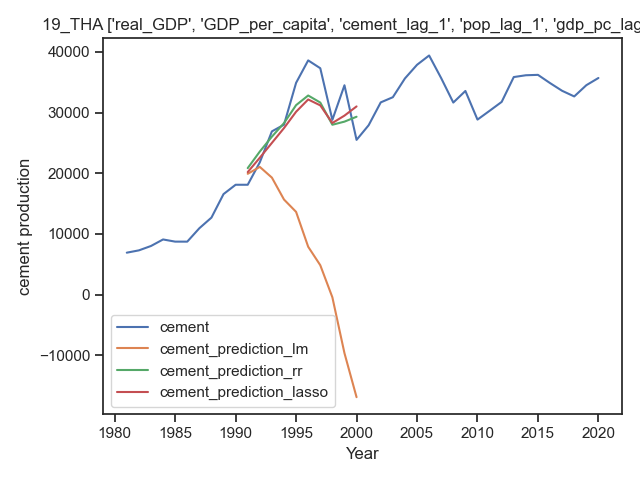 19_THA ['real_GDP', 'GDP_per_capita', 'cement_lag_1', 'pop_lag_1', 'gdp_pc_lag
40000
30000
20000
10000
0
−10000
cement production
cement
cement_prediction_lm
cement_prediction_rr
cement_prediction_lasso
1980 1985 1990 1995 2000 2005 2010 2015 2020
Year